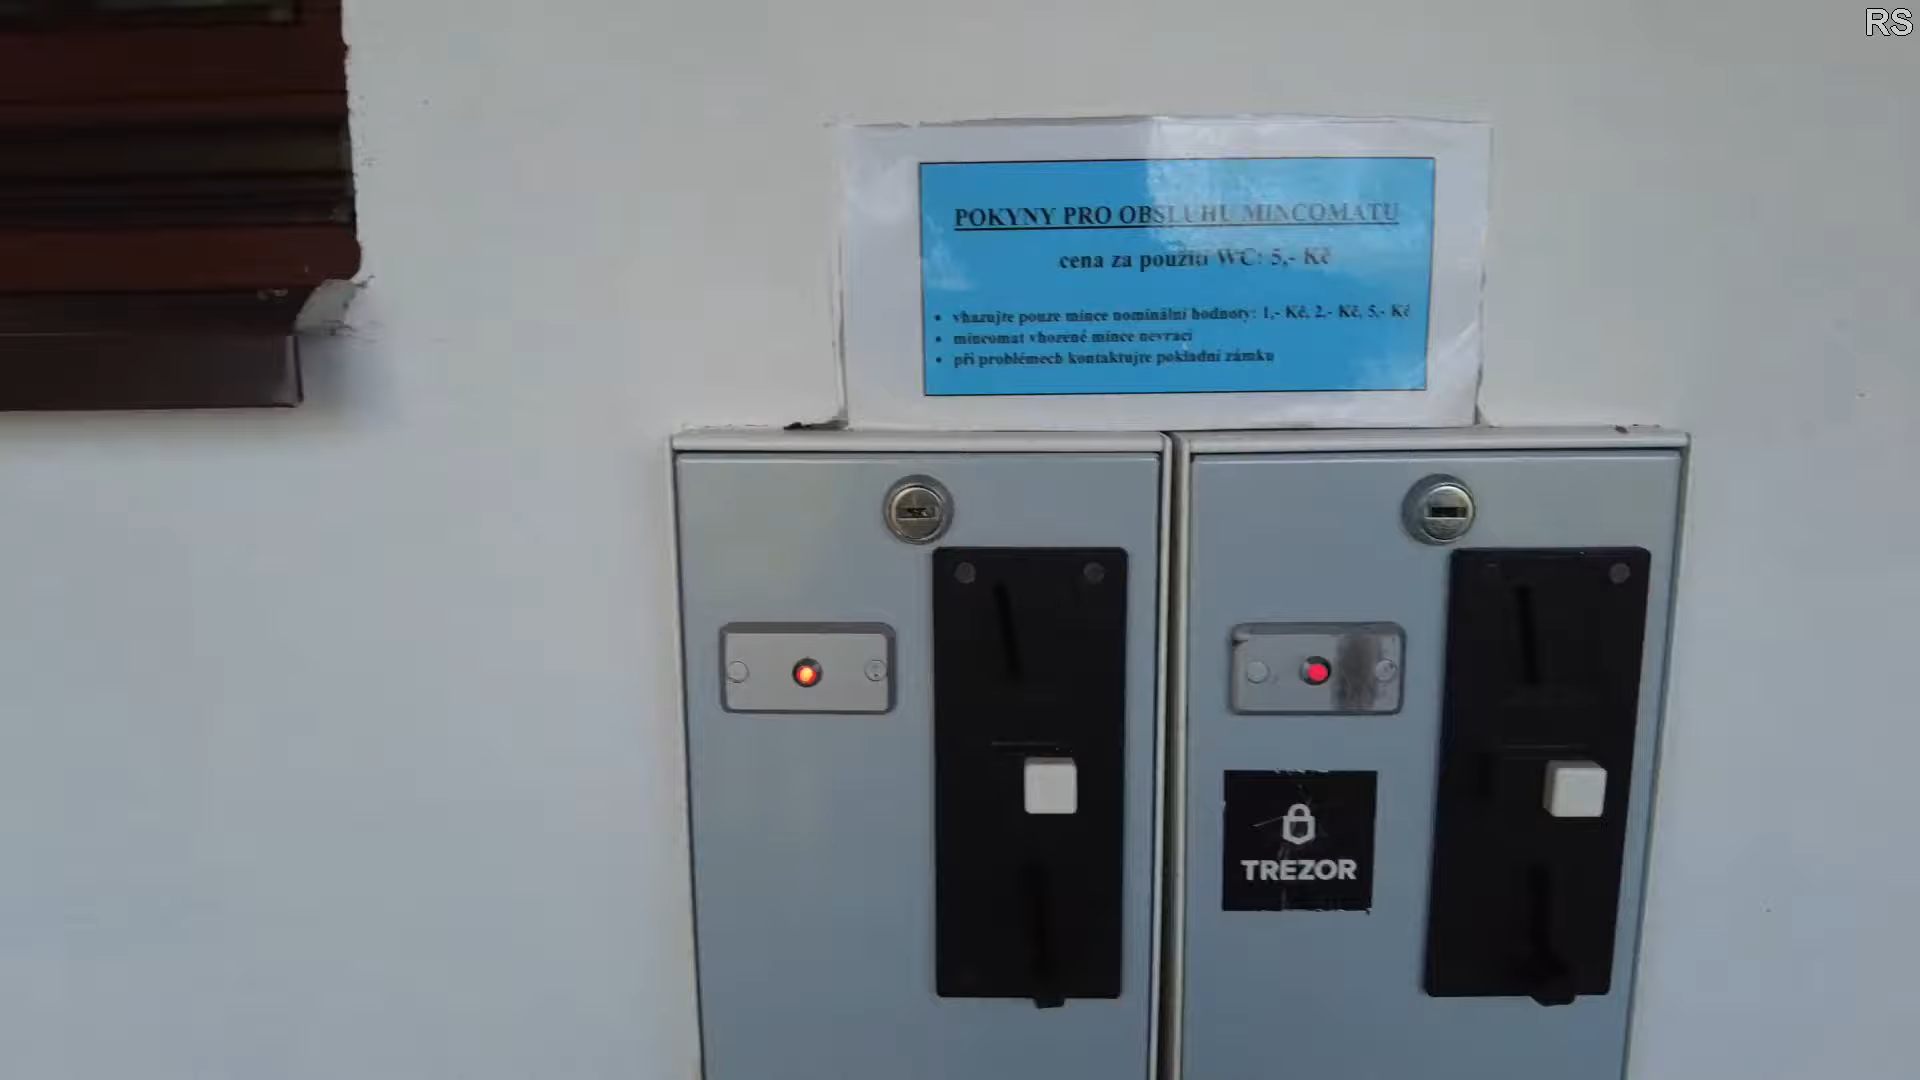 RS
POKYNY PRO OBSLUHU MINCOMATU
cena za použití WC: 5,- Kč
• vhazujte pouze mince nominální hodnoty: 1,- Kč, 2,- Kč, 5,- Kč
• mincomat vhozené mince nevrací
• při problémech kontaktujte pokladní zámku
TREZOR